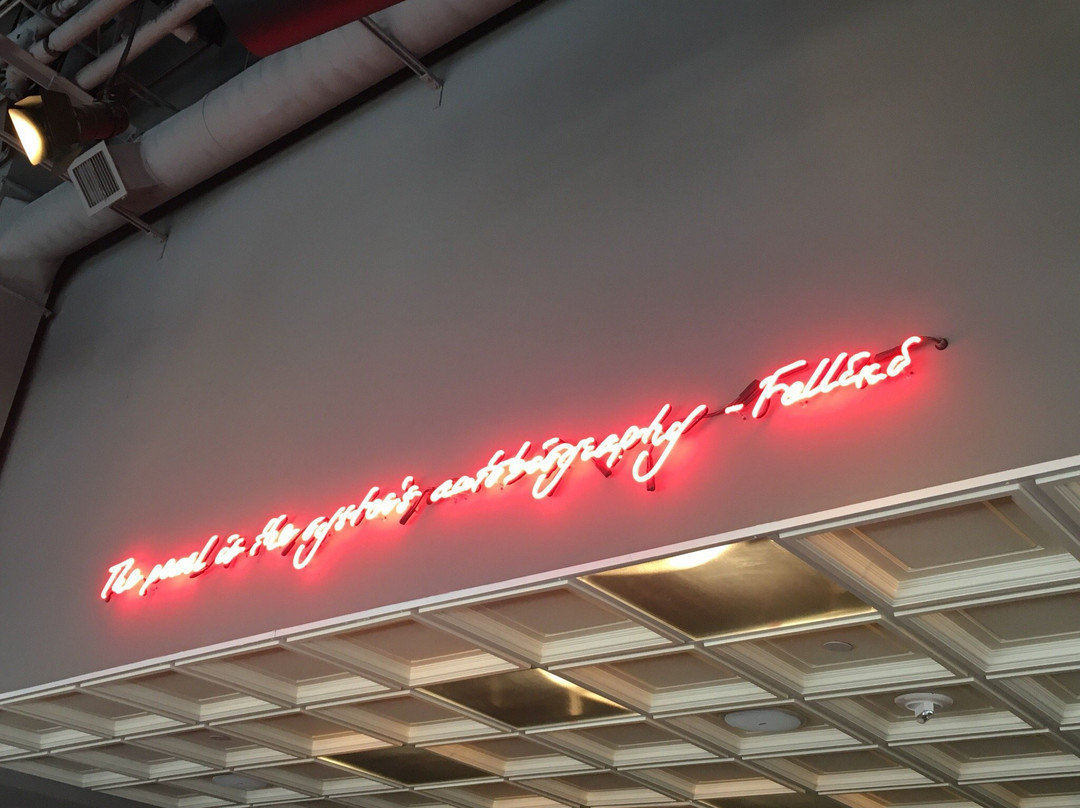 The pearl is the oyster's autobiography - Fellini